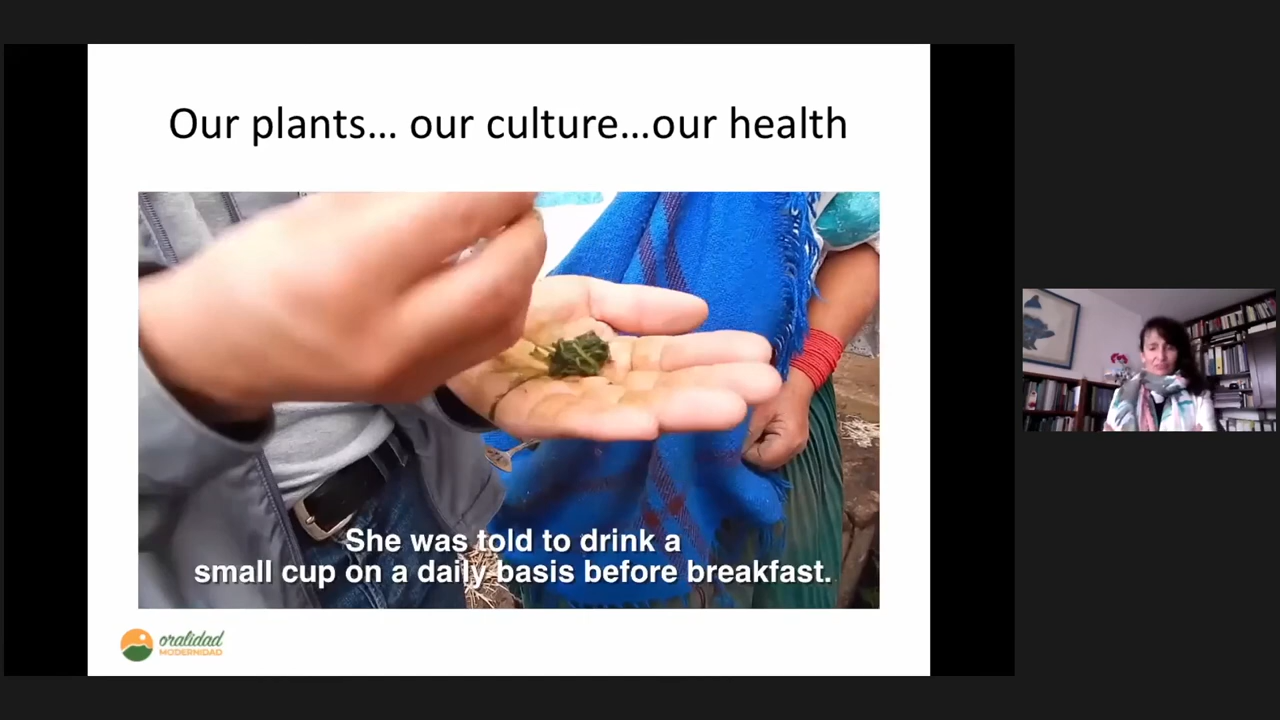 Our plants... our culture...our health
She was told to drink a
small cup on a daily basis before breakfast.
oralidad
MODERNIDAD